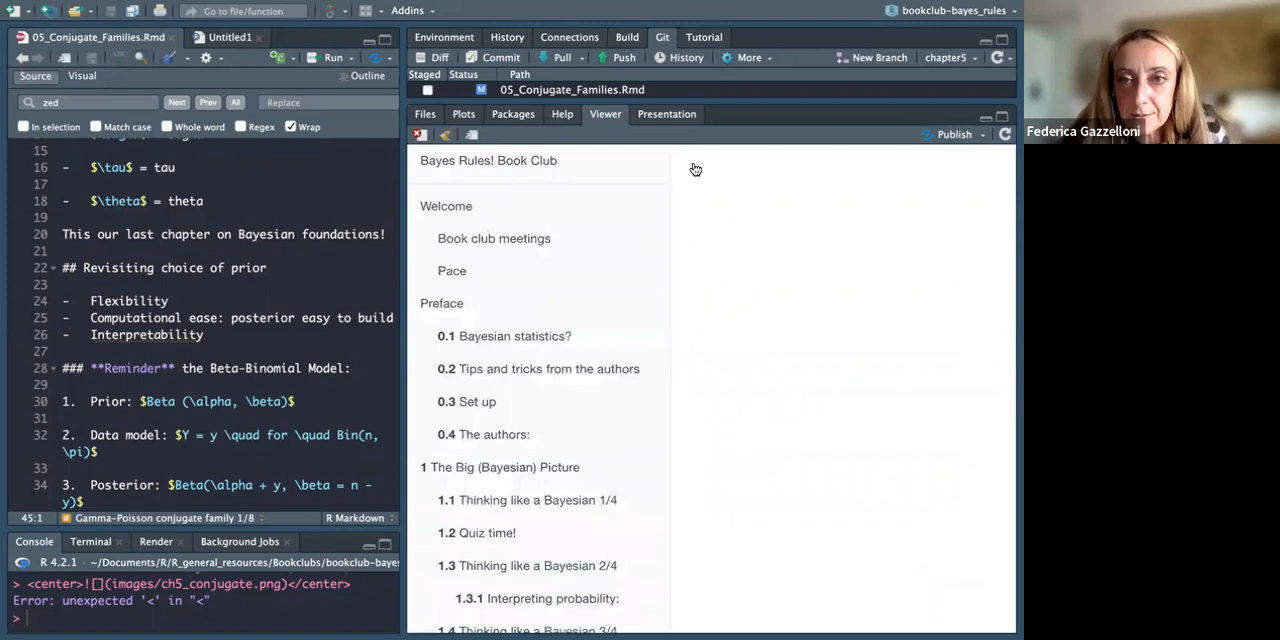 Go to file/function
Addins
bookclub-bayes_rules
05_Conjugate_Families.Rmd
Untitled1
Run
Source
Visual
Outline
zed
Next
Prev
All
Replace
In selection
Match case
Whole word
Regex
Wrap
15
16 - $\tau$ = tau
17
18 - $\theta$ = theta
19
20 This our last chapter on Bayesian foundations!
21
22 ## Revisiting choice of prior
23
24 - Flexibility
25 - Computational ease: posterior easy to build
26 - Interpretability
27
28 ### **Reminder** the Beta-Binomial Model:
29
30 1. Prior: $Beta (\alpha, \beta)$
31
32 2. Data model: $Y = y \quad for \quad Bin(n,
\pi)$
33
34 3. Posterior: $Beta(\alpha + y, \beta = n -
y)$
45:1
Gamma-Poisson conjugate family 1/8
R Markdown
Console
Terminal
Render
Background Jobs
R 4.2.1 · ~/Documents/R/R_general_resources/Bookclubs/bookclub-baye
> <center>![](images/ch5_conjugate.png)</center>
Error: unexpected '<' in "<"
>
Environment
History
Connections
Build
Git
Tutorial
Diff
Commit
Pull
Push
History
More
New Branch
chapter5
Staged
Status
Path
M
05_Conjugate_Families.Rmd
Files
Plots
Packages
Help
Viewer
Presentation
Publish
Bayes Rules! Book Club
Welcome
Book club meetings
Pace
Preface
0.1 Bayesian statistics?
0.2 Tips and tricks from the authors
0.3 Set up
0.4 The authors:
1 The Big (Bayesian) Picture
1.1 Thinking like a Bayesian 1/4
1.2 Quiz time!
1.3 Thinking like a Bayesian 2/4
1.3.1 Interpreting probability:
1.4 Thinking like a Bayesian 3/4
Federica Gazzelloni